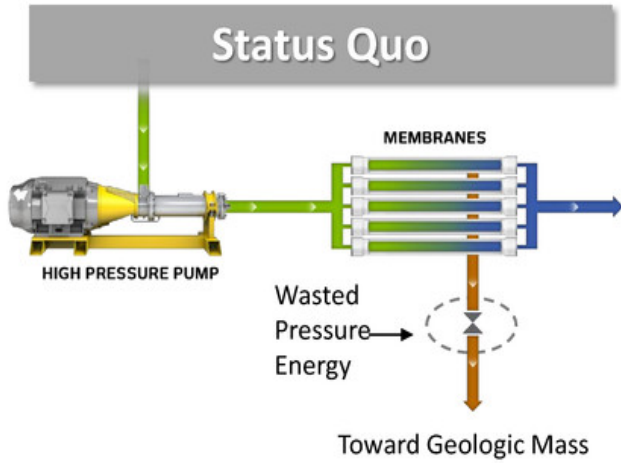 Status Quo
MEMBRANES
HIGH PRESSURE PUMP
Wasted
Pressure
Energy
Toward Geologic Mass